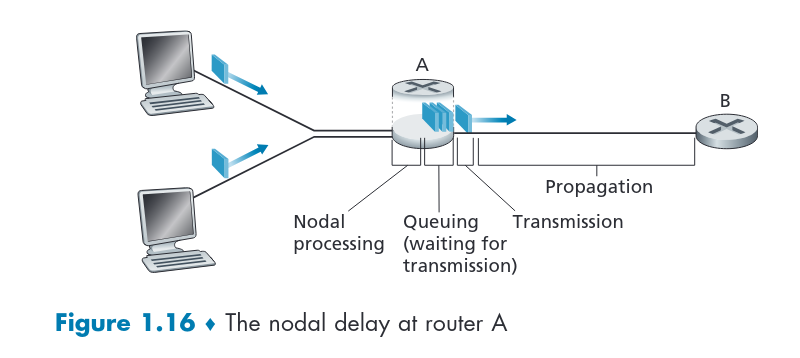 A
B
Propagation
Nodal
processing
Queuing
(waiting for
transmission)
Transmission
Figure 1.16 ♦ The nodal delay at router A